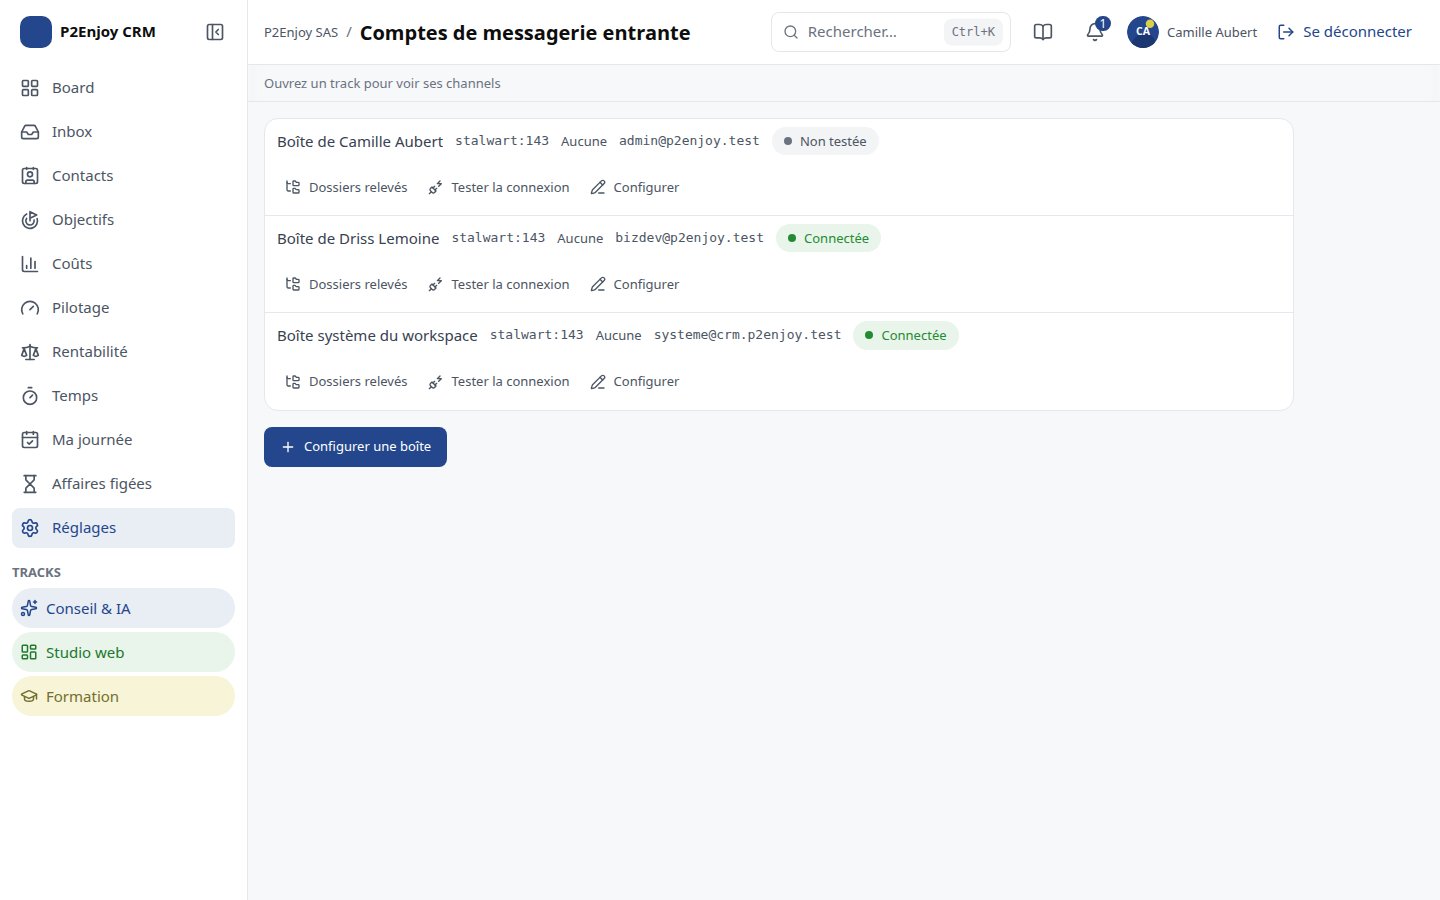 P2Enjoy CRM
Board
Inbox
Contacts
Objectifs
Coûts
Pilotage
Rentabilité
Temps
Ma journée
Affaires figées
Réglages
TRACKS
Conseil & IA
Studio web
Formation
P2Enjoy SAS / Comptes de messagerie entrante
Rechercher... Ctrl+K
1
CA Camille Aubert
Se déconnecter
Ouvrez un track pour voir ses channels
Boîte de Camille Aubert stalwart:143 Aucune admin@p2enjoy.test Non testée
Dossiers relevés Tester la connexion Configurer
Boîte de Driss Lemoine stalwart:143 Aucune bizdev@p2enjoy.test Connectée
Dossiers relevés Tester la connexion Configurer
Boîte système du workspace stalwart:143 Aucune systeme@crm.p2enjoy.test Connectée
Dossiers relevés Tester la connexion Configurer
Configurer une boîte